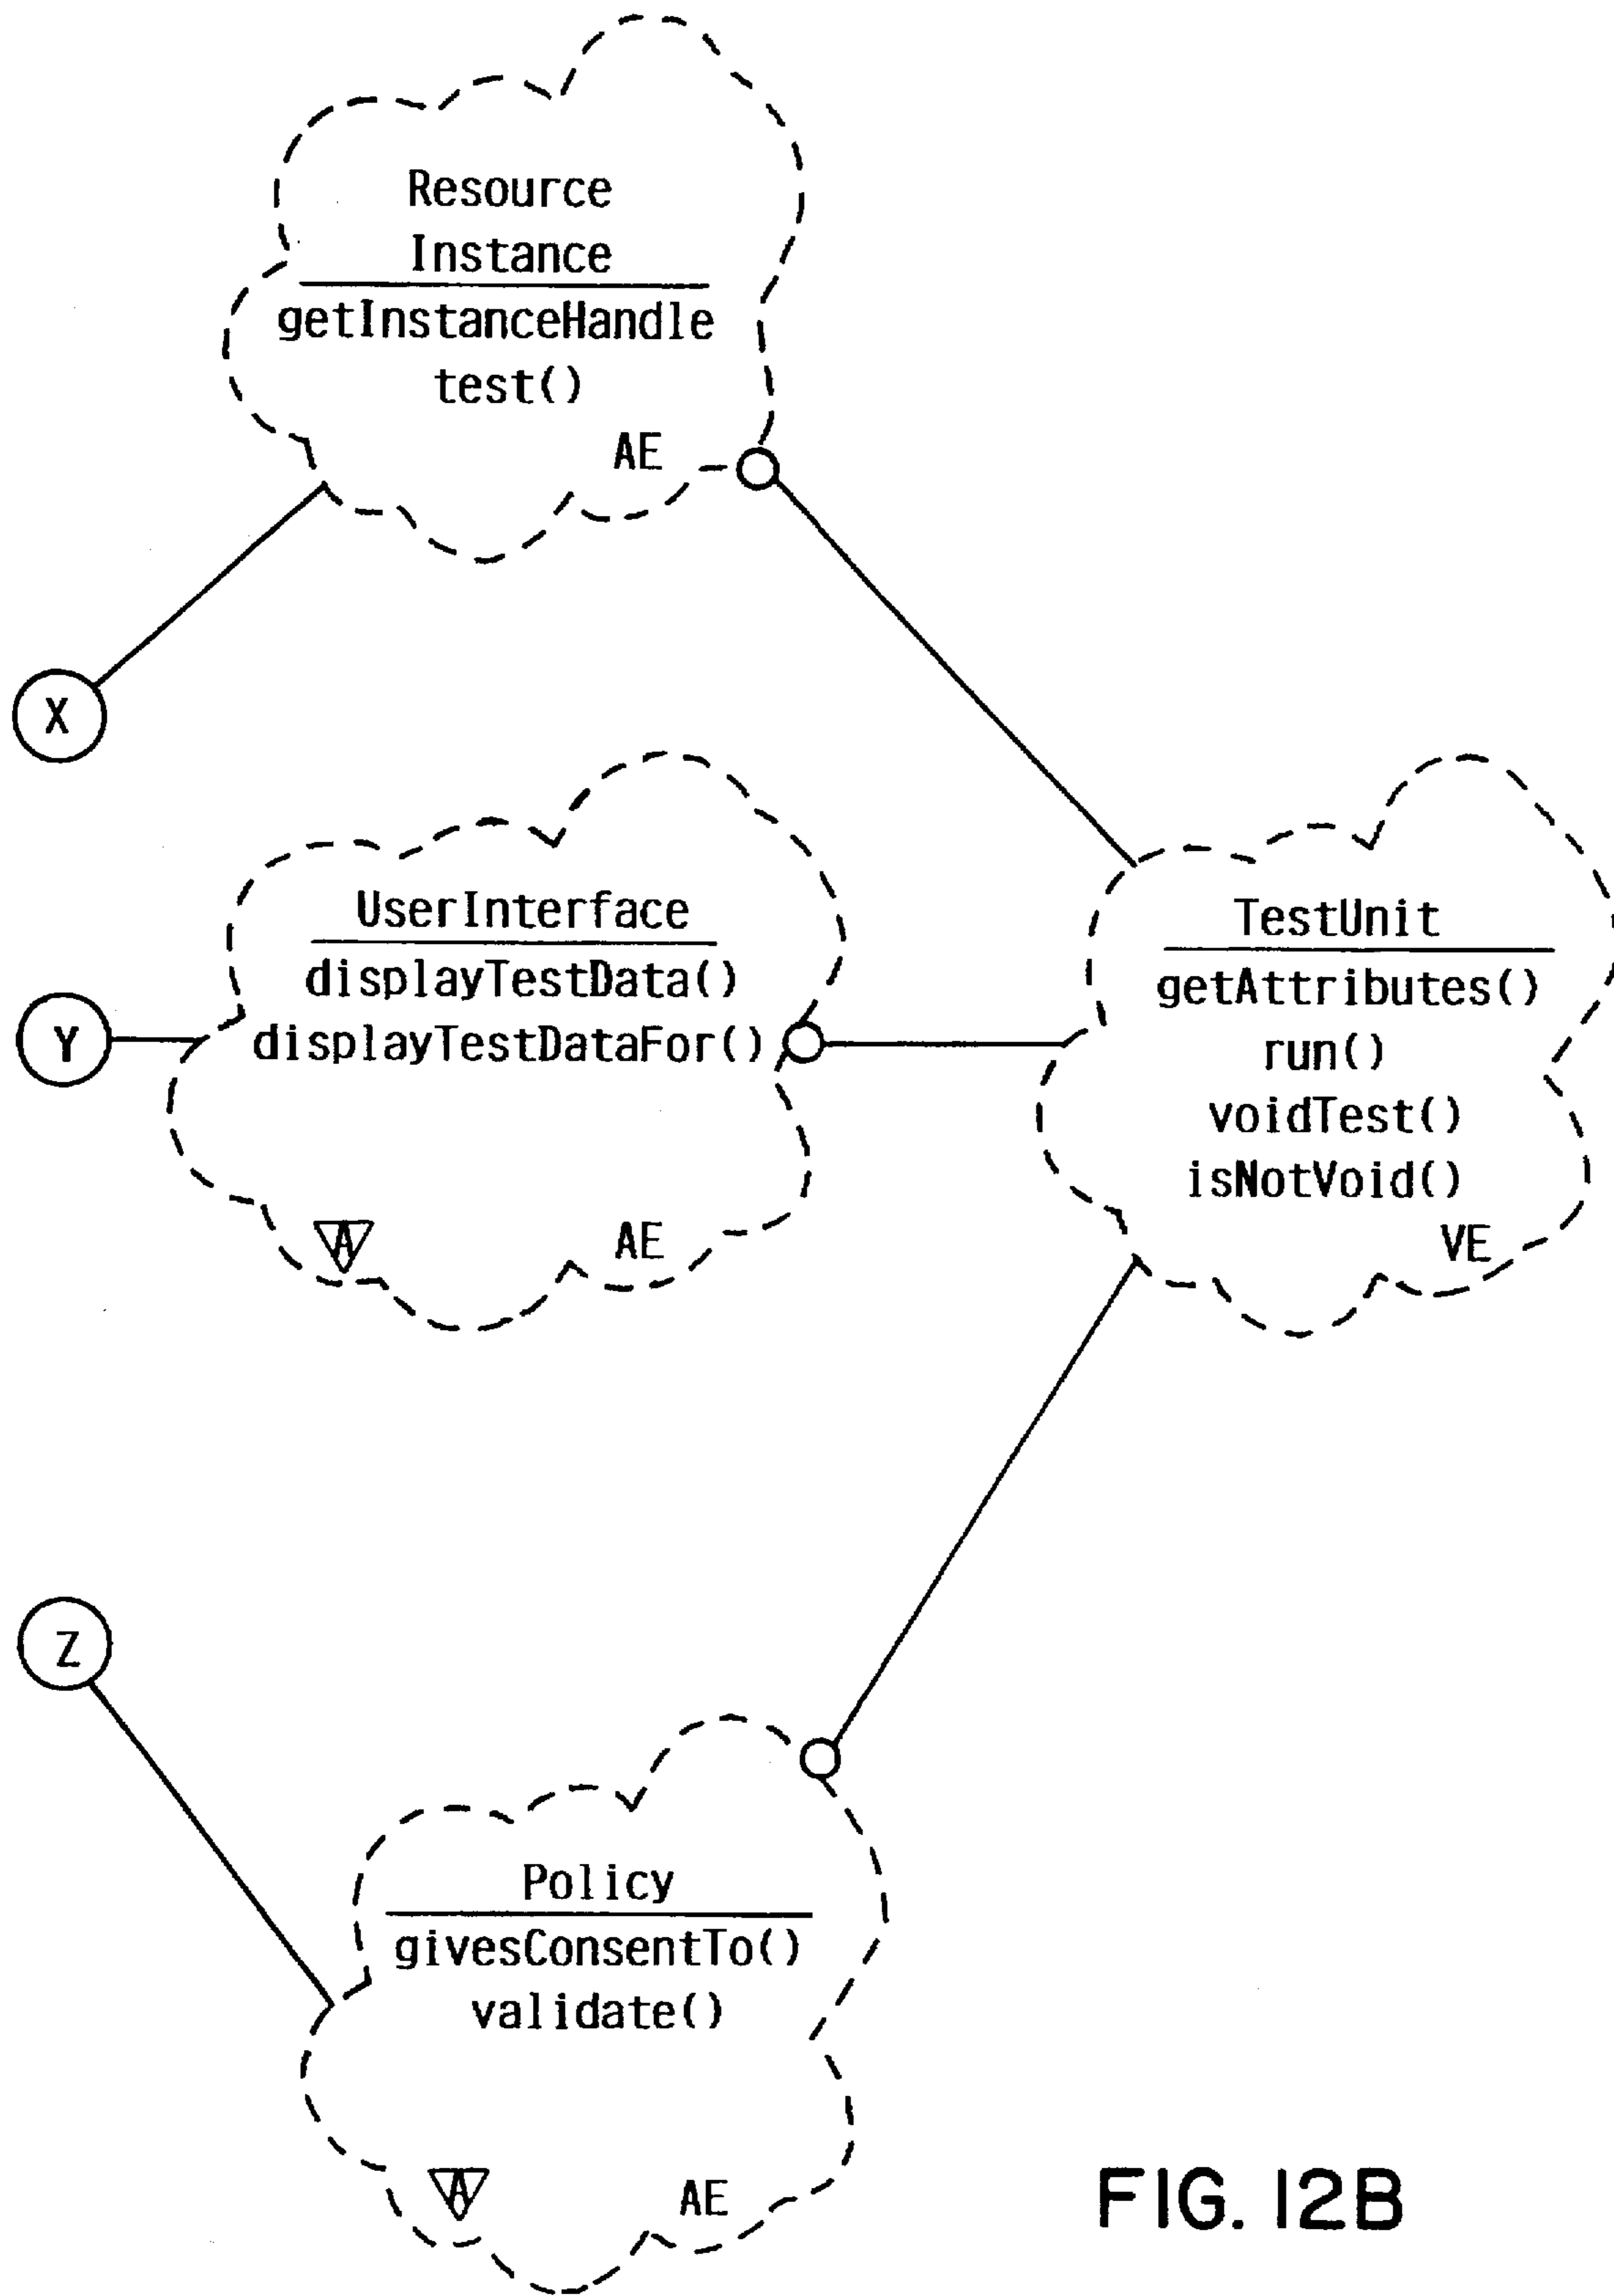 Resource
Instance
getInstanceHandle
test()
AE
X
UserInterface
displayTestData()
displayTestDataFor()
A
AE
Y
TestUnit
getAttributes()
run()
voidTest()
isNotVoid()
VE
Z
Policy
givesConsentTo()
validate()
A
AE
FIG. 12B